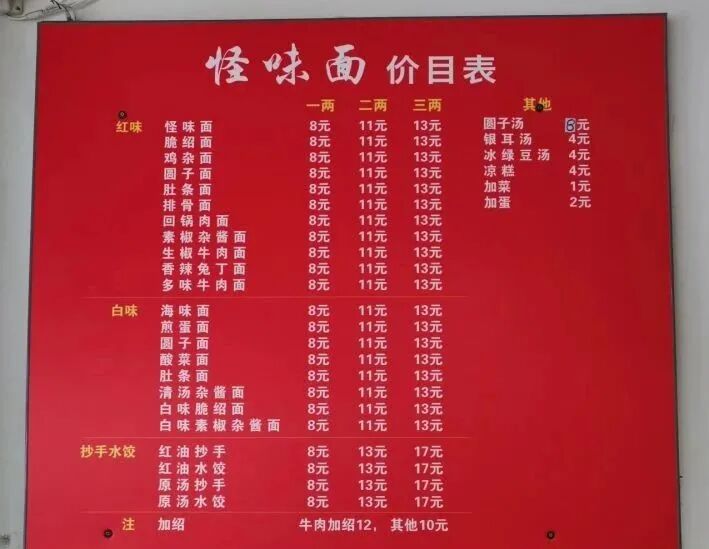 怪味面 价目表
一两 二两 三两 其他
红味 怪味面 8元 11元 13元
脆绍面 8元 11元 13元
鸡杂面 8元 11元 13元
圆子面 8元 11元 13元
肚条面 8元 11元 13元
排骨面 8元 11元 13元
回锅肉面 8元 11元 13元
素椒杂酱面 8元 11元 13元
生椒牛肉面 8元 11元 13元
香辣兔丁面 8元 11元 13元
多味牛肉面 8元 11元 13元
圆子汤 6元
银耳汤 4元
冰绿豆汤 4元
凉糕 4元
加菜 1元
加蛋 2元
白味 海味面 8元 11元 13元
煎蛋面 8元 11元 13元
圆子面 8元 11元 13元
酸菜面 8元 11元 13元
肚条面 8元 11元 13元
清汤杂酱面 8元 11元 13元
白味脆绍面 8元 11元 13元
白味素椒杂酱面 8元 11元 13元
抄手水饺 红油抄手 8元 13元 17元
红油水饺 8元 13元 17元
原汤抄手 8元 13元 17元
原汤水饺 8元 13元 17元
注 加绍 牛肉加绍12，其他10元